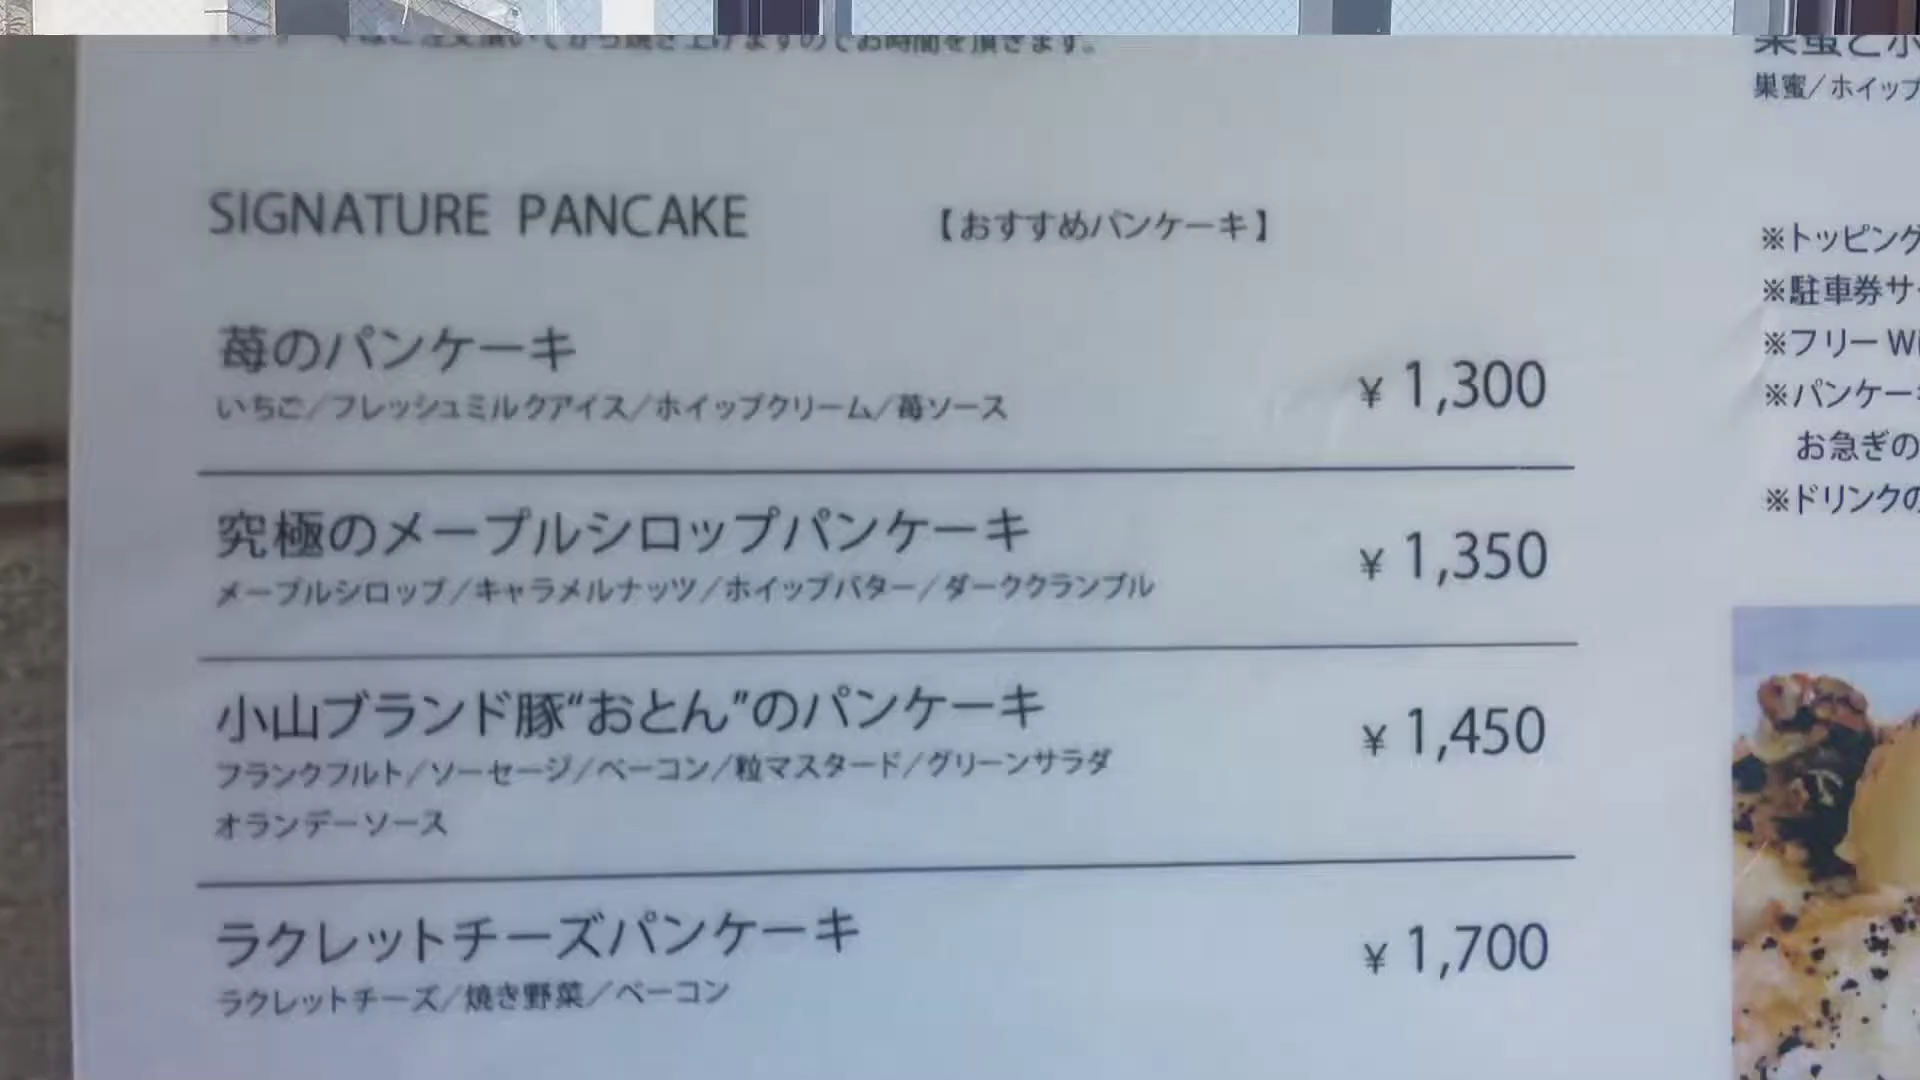 お時間を頂きます。
SIGNATURE PANCAKE 【おすすめパンケーキ】
苺のパンケーキ
いちご/フレッシュミルクアイス/ホイップクリーム/苺ソース
¥ 1,300
究極のメープルシロップパンケーキ
メープルシロップ/キャラメルナッツ/ホイップバター/ダーククランブル
¥ 1,350
小山ブランド豚“おとん”のパンケーキ
フランクフルト/ソーセージ/ベーコン/粒マスタード/グリーンサラダ
オランデーソース
¥ 1,450
ラクレットチーズパンケーキ
ラクレットチーズ/焼き野菜/ベーコン
¥ 1,700
巣蜜/ホイップ
※トッピング
※駐車券サ
※フリー Wi
※パンケー
お急ぎの
※ドリンクの